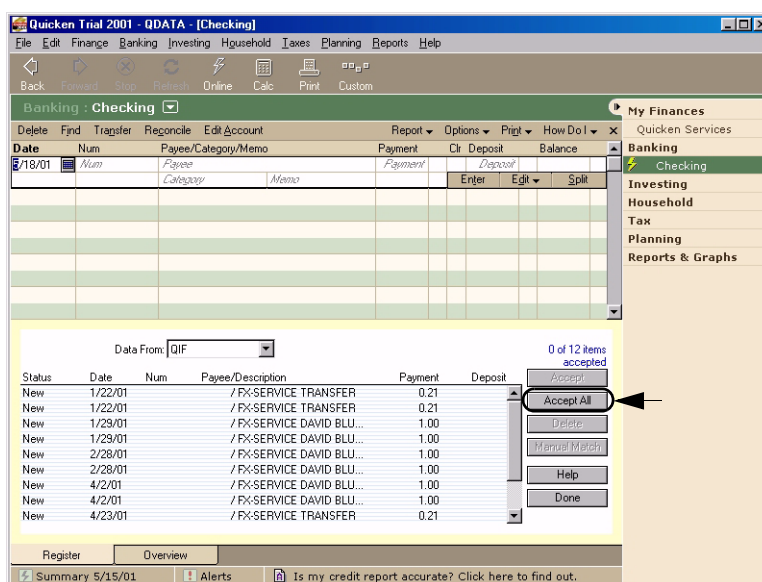 Quicken Trial 2001 - QDATA - [Checking]
File Edit Finance Banking Investing Household Taxes Planning Reports Help
Back Forward Stop Refresh Online Calc Print Custom
Banking : Checking
Delete Find Transfer Reconcile Edit Account Report Options Print How Do I
Date Num Payee/Category/Memo Payment Clr Deposit Balance
5/18/01 Num Payee Payment Deposit
Category Memo Enter Edit Split
My Finances
Quicken Services
Banking
Checking
Investing
Household
Tax
Planning
Reports & Graphs
Data From: QIF
0 of 12 items
accepted
Status Date Num Payee/Description Payment Deposit
New 1/22/01 / FX-SERVICE TRANSFER 0.21
New 1/22/01 / FX-SERVICE TRANSFER 0.21
New 1/29/01 / FX-SERVICE DAVID BLU... 1.00
New 1/29/01 / FX-SERVICE DAVID BLU... 1.00
New 2/28/01 / FX-SERVICE DAVID BLU... 1.00
New 2/28/01 / FX-SERVICE DAVID BLU... 1.00
New 4/2/01 / FX-SERVICE DAVID BLU... 1.00
New 4/2/01 / FX-SERVICE DAVID BLU... 1.00
New 4/23/01 / FX-SERVICE TRANSFER 0.21
Accept
Accept All
Delete
Manual Match
Help
Done
Register Overview
Summary 5/15/01 Alerts Is my credit report accurate? Click here to find out.